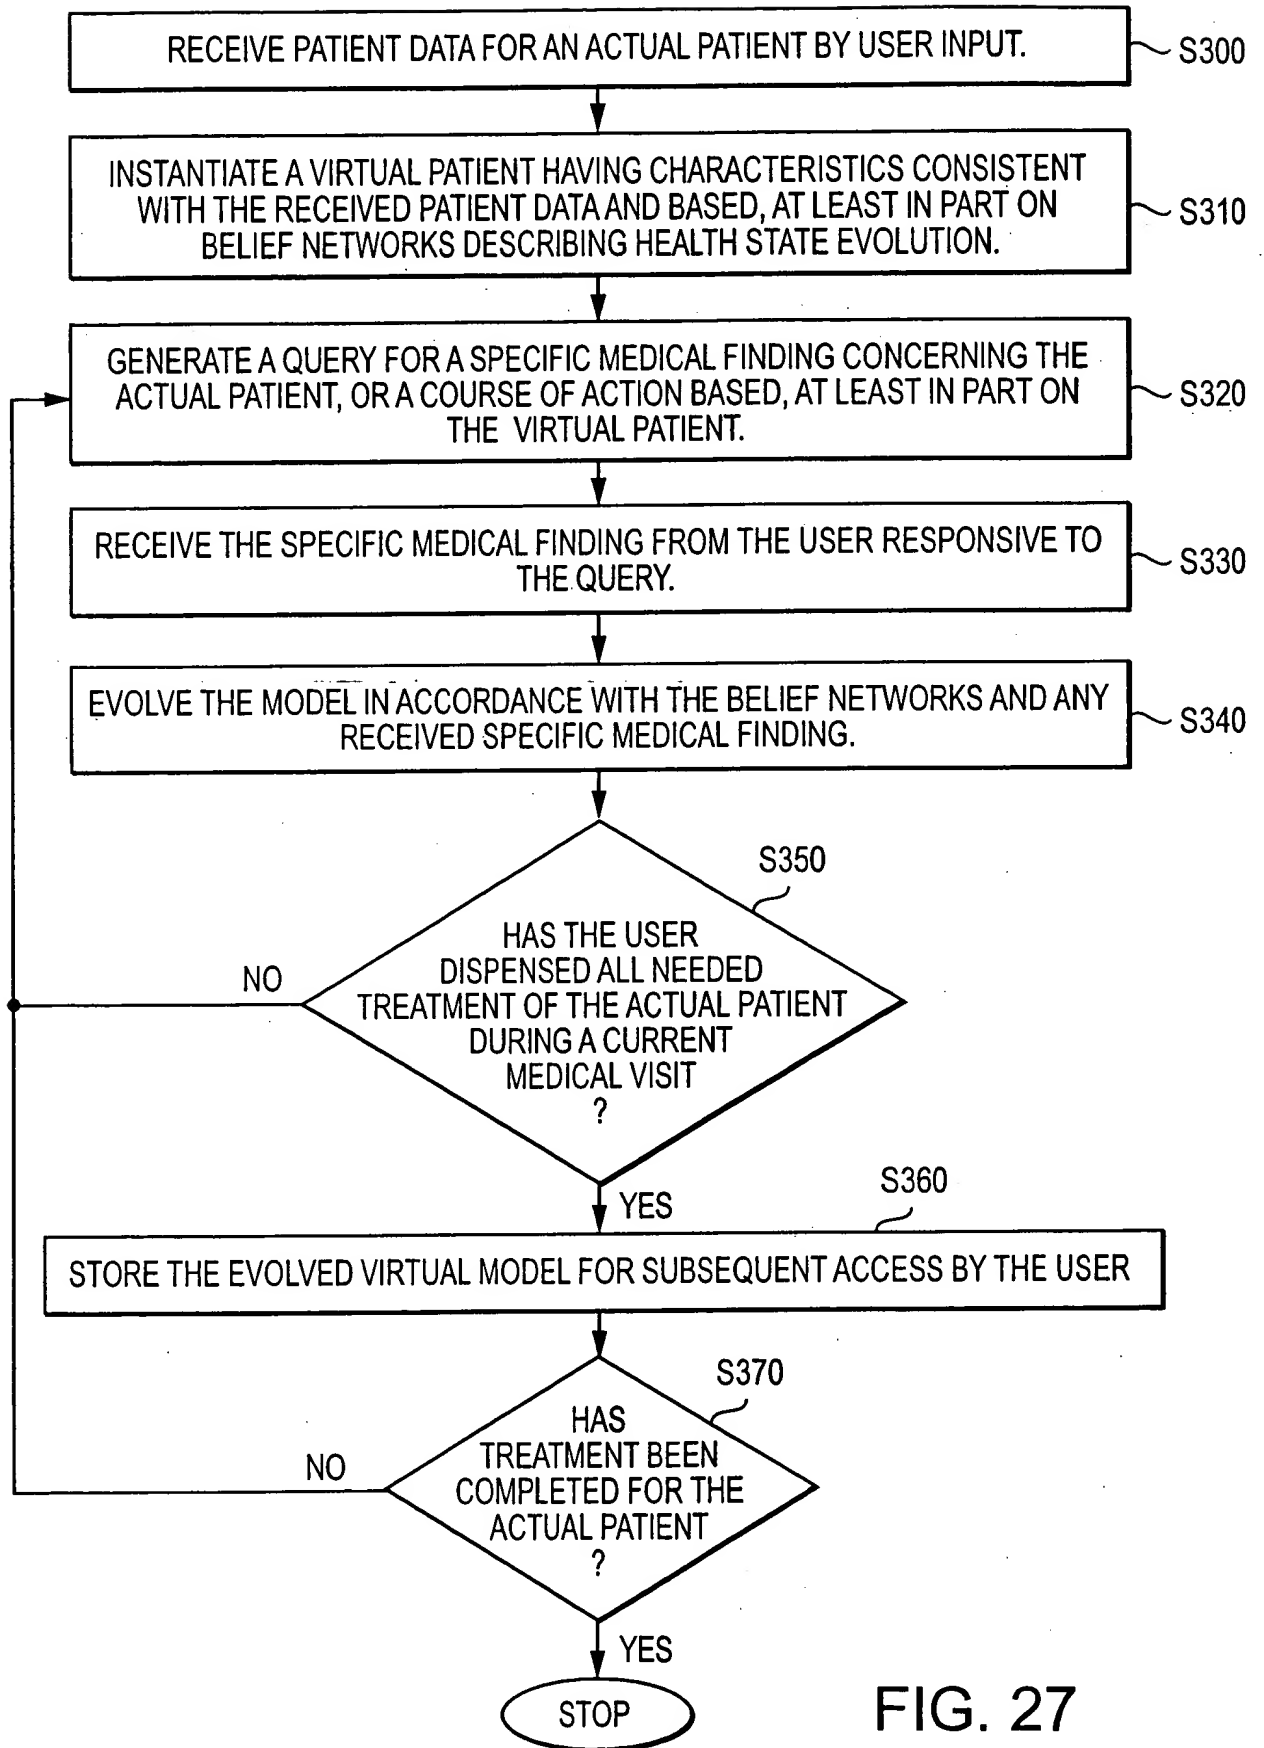 RECEIVE PATIENT DATA FOR AN ACTUAL PATIENT BY USER INPUT.
S300
INSTANTIATE A VIRTUAL PATIENT HAVING CHARACTERISTICS CONSISTENT
WITH THE RECEIVED PATIENT DATA AND BASED, AT LEAST IN PART ON
BELIEF NETWORKS DESCRIBING HEALTH STATE EVOLUTION.
S310
GENERATE A QUERY FOR A SPECIFIC MEDICAL FINDING CONCERNING THE
ACTUAL PATIENT, OR A COURSE OF ACTION BASED, AT LEAST IN PART ON
THE VIRTUAL PATIENT.
S320
RECEIVE THE SPECIFIC MEDICAL FINDING FROM THE USER RESPONSIVE TO
THE QUERY.
S330
EVOLVE THE MODEL IN ACCORDANCE WITH THE BELIEF NETWORKS AND ANY
RECEIVED SPECIFIC MEDICAL FINDING.
S340
S350
HAS THE USER
DISPENSED ALL NEEDED
TREATMENT OF THE ACTUAL PATIENT
DURING A CURRENT
MEDICAL VISIT
?
NO
YES
S360
STORE THE EVOLVED VIRTUAL MODEL FOR SUBSEQUENT ACCESS BY THE USER
S370
HAS
TREATMENT BEEN
COMPLETED FOR THE
ACTUAL PATIENT
?
NO
YES
STOP
FIG. 27